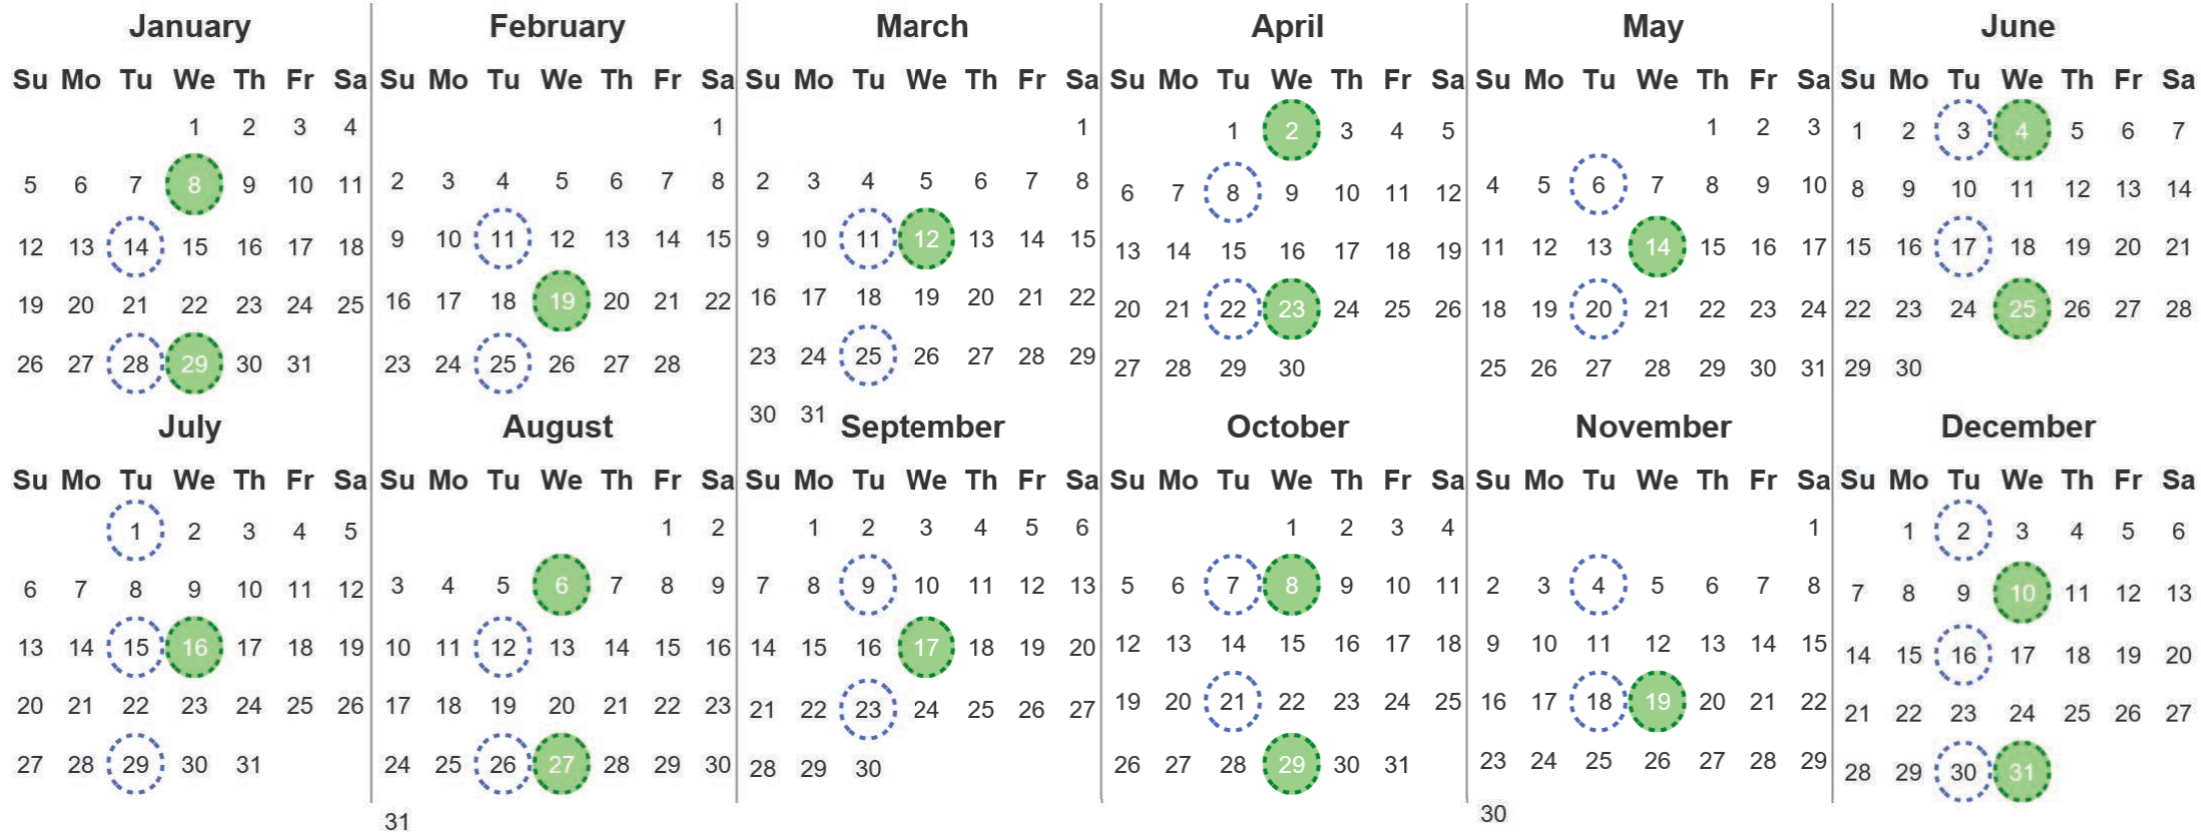 January
Su Mo Tu We Th Fr Sa
1 2 3 4
5 6 7 8 9 10 11
12 13 14 15 16 17 18
19 20 21 22 23 24 25
26 27 28 29 30 31
February
Su Mo Tu We Th Fr Sa
1
2 3 4 5 6 7 8
9 10 11 12 13 14 15
16 17 18 19 20 21 22
23 24 25 26 27 28
March
Su Mo Tu We Th Fr Sa
1
2 3 4 5 6 7 8
9 10 11 12 13 14 15
16 17 18 19 20 21 22
23 24 25 26 27 28 29
30 31
April
Su Mo Tu We Th Fr Sa
1 2 3 4 5
6 7 8 9 10 11 12
13 14 15 16 17 18 19
20 21 22 23 24 25 26
27 28 29 30
May
Su Mo Tu We Th Fr Sa
1 2 3
4 5 6 7 8 9 10
11 12 13 14 15 16 17
18 19 20 21 22 23 24
25 26 27 28 29 30 31
June
Su Mo Tu We Th Fr Sa
1 2 3 4 5 6 7
8 9 10 11 12 13 14
15 16 17 18 19 20 21
22 23 24 25 26 27 28
29 30
July
Su Mo Tu We Th Fr Sa
1 2 3 4 5
6 7 8 9 10 11 12
13 14 15 16 17 18 19
20 21 22 23 24 25 26
27 28 29 30 31
August
Su Mo Tu We Th Fr Sa
1 2
3 4 5 6 7 8 9
10 11 12 13 14 15 16
17 18 19 20 21 22 23
24 25 26 27 28 29 30
31
September
Su Mo Tu We Th Fr Sa
1 2 3 4 5 6
7 8 9 10 11 12 13
14 15 16 17 18 19 20
21 22 23 24 25 26 27
28 29 30
October
Su Mo Tu We Th Fr Sa
1 2 3 4
5 6 7 8 9 10 11
12 13 14 15 16 17 18
19 20 21 22 23 24 25
26 27 28 29 30 31
November
Su Mo Tu We Th Fr Sa
1
2 3 4 5 6 7 8
9 10 11 12 13 14 15
16 17 18 19 20 21 22
23 24 25 26 27 28 29
30
December
Su Mo Tu We Th Fr Sa
1 2 3 4 5 6
7 8 9 10 11 12 13
14 15 16 17 18 19 20
21 22 23 24 25 26 27
28 29 30 31